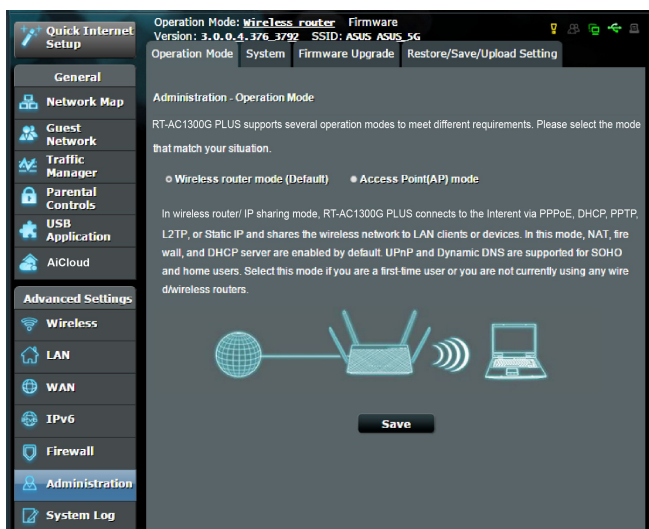 Quick Internet
Setup
Operation Mode: Wireless router Firmware
Version: 3.0.0.4.376_3792 SSID: ASUS ASUS_5G
Operation Mode System Firmware Upgrade Restore/Save/Upload Setting
General
Network Map
Guest
Network
Traffic
Manager
Parental
Controls
USB
Application
AiCloud
Advanced Settings
Wireless
LAN
WAN
IPv6
Firewall
Administration
System Log
Administration - Operation Mode
RT-AC1300G PLUS supports several operation modes to meet different requirements. Please select the mode
that match your situation.
Wireless router mode (Default) Access Point(AP) mode
In wireless router/ IP sharing mode, RT-AC1300G PLUS connects to the Interent via PPPoE, DHCP, PPTP,
L2TP, or Static IP and shares the wireless network to LAN clients or devices. In this mode, NAT, fire
wall, and DHCP server are enabled by default. UPnP and Dynamic DNS are supported for SOHO
and home users. Select this mode if you are a first-time user or you are not currently using any wire
d/wireless routers.
Save